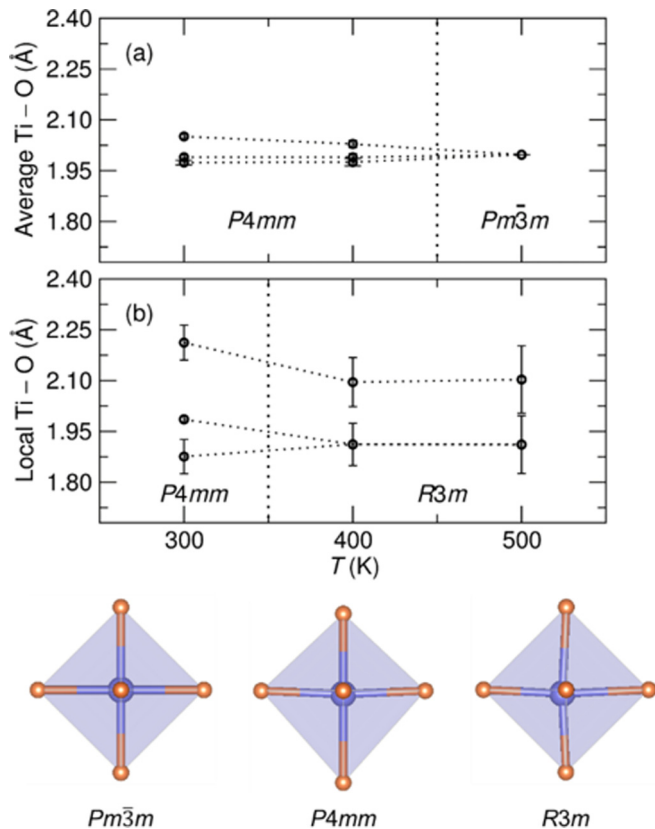 2.40
(a)
2.25
2.10
1.95
1.80
Average Ti – O (Å)
P4mm
Pm3̄m
2.40
(b)
2.25
2.10
1.95
1.80
Local Ti – O (Å)
P4mm
R3m
300
400
500
T (K)
Pm3̄m
P4mm
R3m